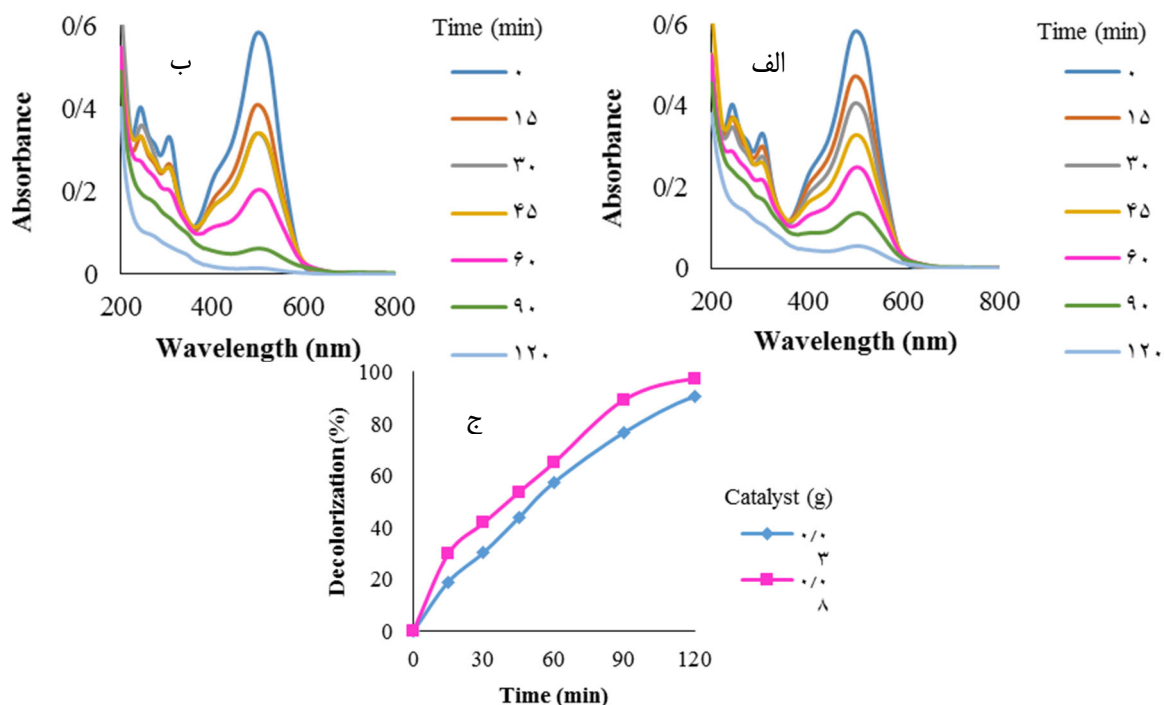 ب
Time (min)
۰
۱۵
۳۰
۴۵
۶۰
۹۰
۱۲۰
0/6
0/4
0/2
0
Absorbance
200 400 600 800
Wavelength (nm)
الف
Time (min)
۰
۱۵
۳۰
۴۵
۶۰
۹۰
۱۲۰
0/6
0/4
0/2
0
Absorbance
200 400 600 800
Wavelength (nm)
ج
100
80
60
40
20
0
Decolorization (%)
0 30 60 90 120
Time (min)
Catalyst (g)
۰/۰
۳
۰/۰
۸